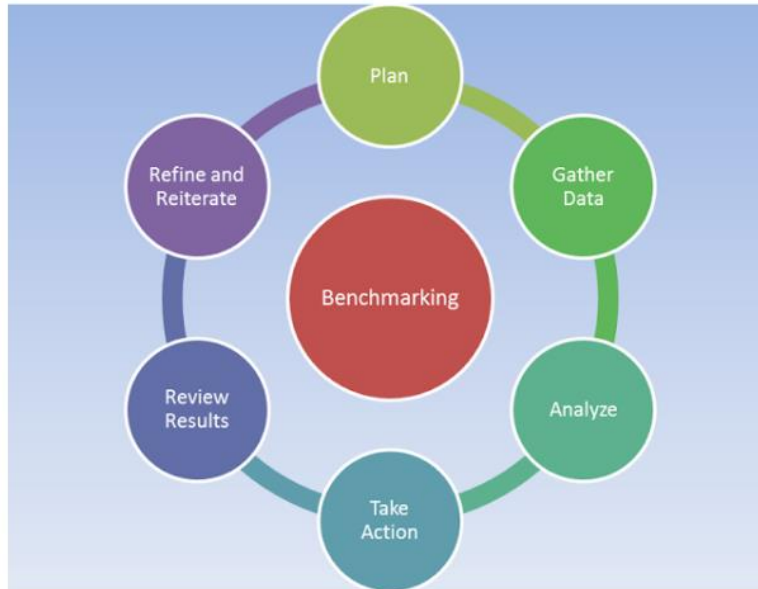 Plan
Gather
Data
Analyze
Take
Action
Review
Results
Refine and
Reiterate
Benchmarking